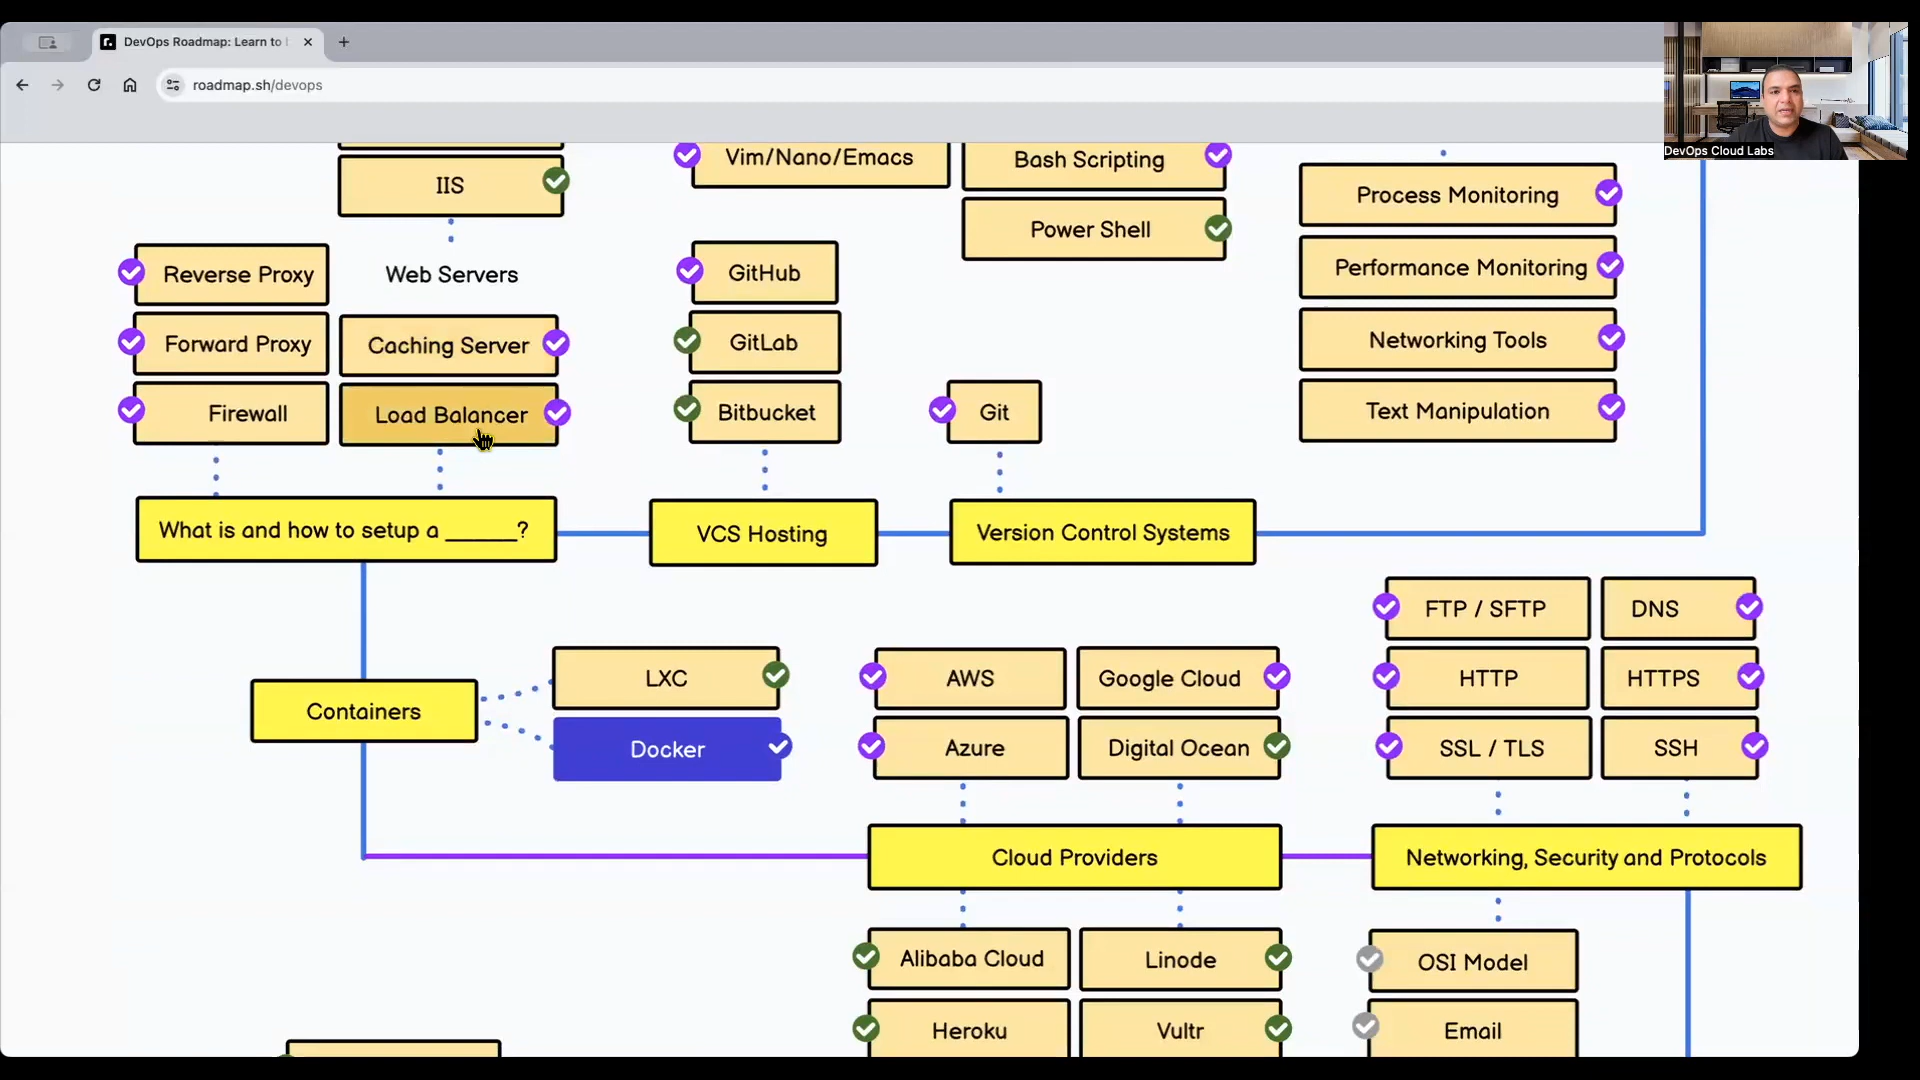 DevOps Roadmap: Learn to
roadmap.sh/devops
DevOps Cloud Labs
Vim/Nano/Emacs
Bash Scripting
IIS
Process Monitoring
Power Shell
Reverse Proxy
Web Servers
GitHub
Performance Monitoring
Forward Proxy
Caching Server
GitLab
Networking Tools
Firewall
Load Balancer
Bitbucket
Git
Text Manipulation
What is and how to setup a ______?
VCS Hosting
Version Control Systems
FTP / SFTP
DNS
LXC
AWS
Google Cloud
HTTP
HTTPS
Containers
Docker
Azure
Digital Ocean
SSL / TLS
SSH
Cloud Providers
Networking, Security and Protocols
Alibaba Cloud
Linode
OSI Model
Heroku
Vultr
Email